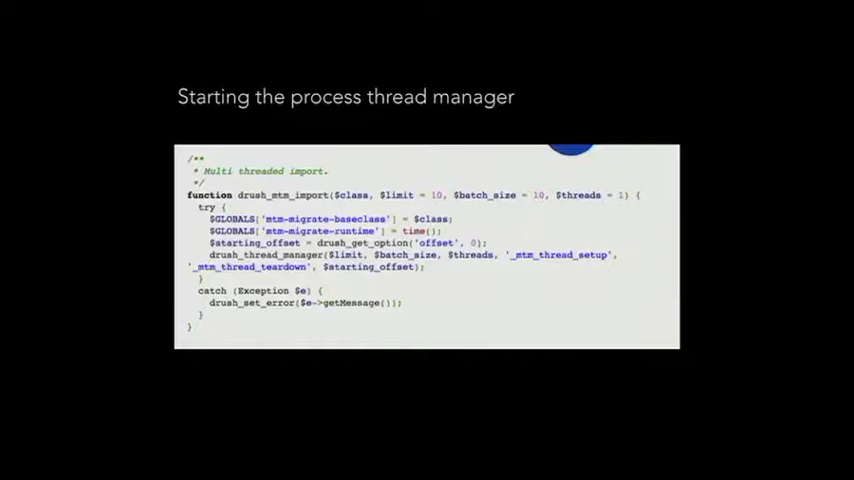 Starting the process thread manager
/**
* Multi threaded import.
*/
function drush_mtm_import($class, $limit = 10, $batch_size = 10, $threads = 1) {
try {
$GLOBALS['mtm-migrate-baseclass'] = $class;
$GLOBALS['mtm-migrate-runtime'] = time();
$starting_offset = drush_get_option('offset', 0);
drush_thread_manager($limit, $batch_size, $threads, '_mtm_thread_setup',
'_mtm_thread_teardown', $starting_offset);
}
catch (Exception $e) {
drush_set_error($e->getMessage());
}
}